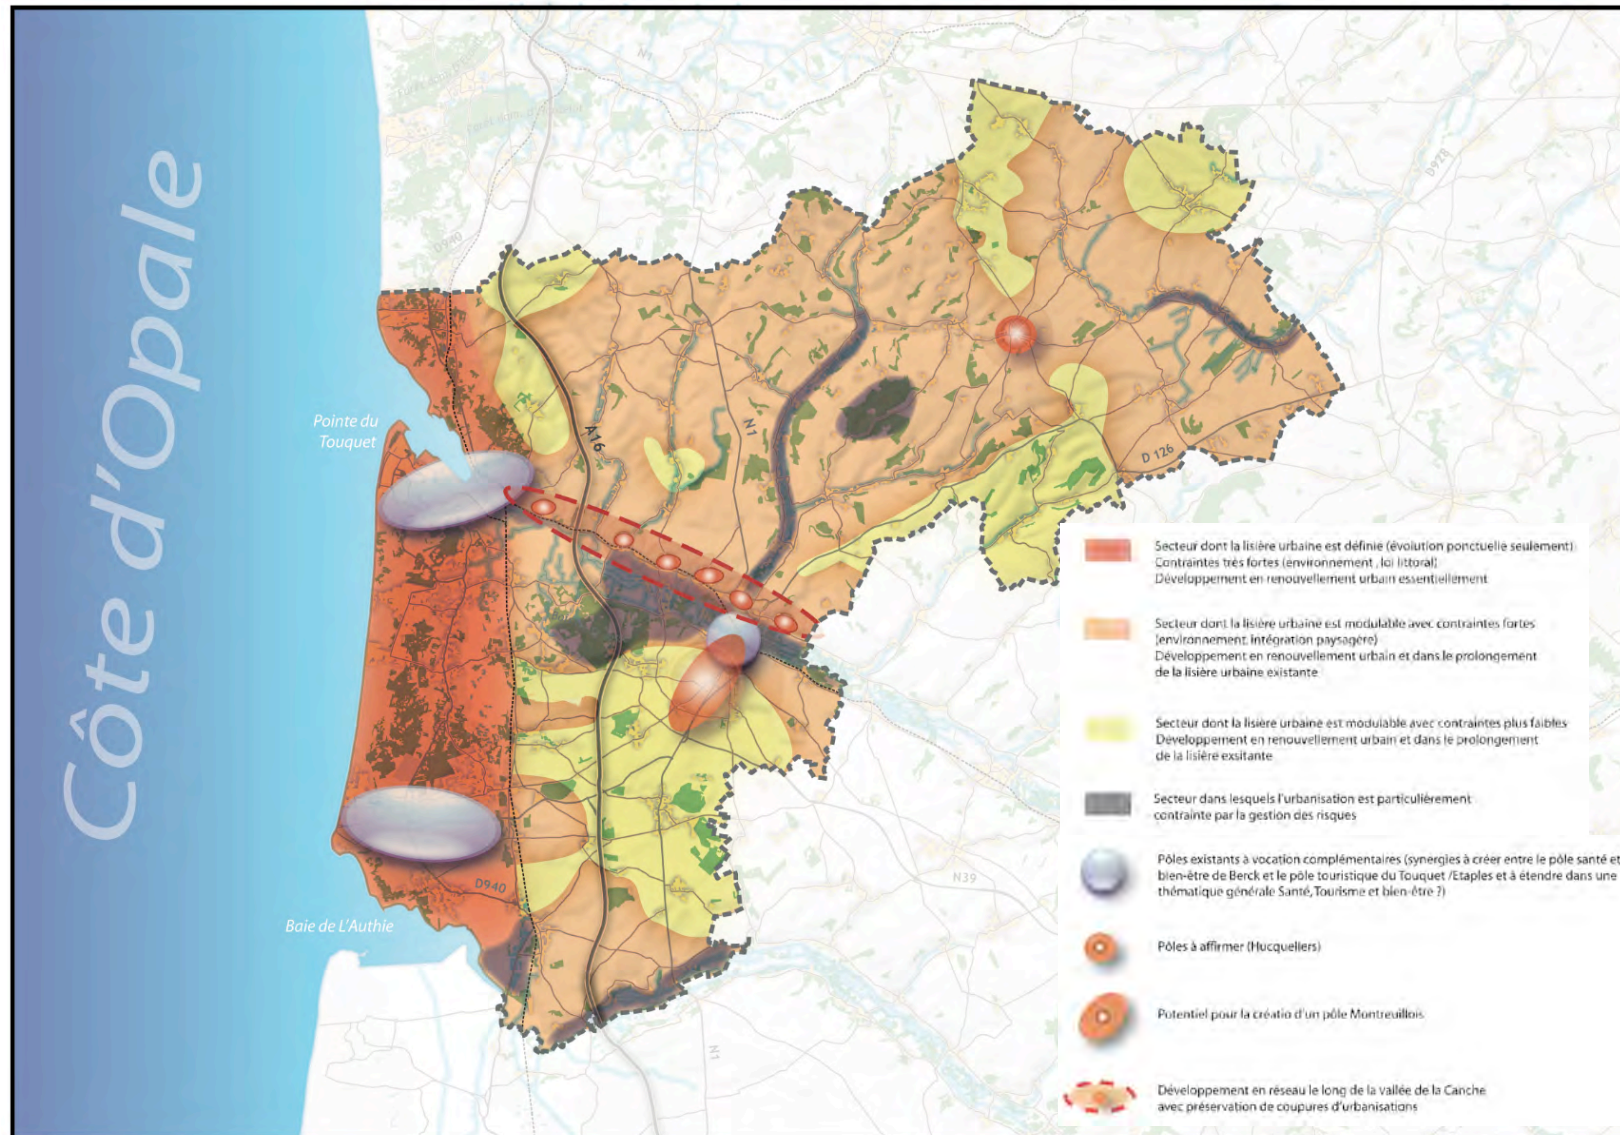 Côte d'Opale
N1
D940
D928
Pointe du
Touquet
A16
N1
D 126
D940
N39
Baie de L'Authie
N1
Secteur dont la lisière urbaine est définie (évolution ponctuelle seulement)
Contraintes très fortes (environnement , loi littoral)
Développement en renouvellement urbain essentiellement
Secteur dont la lisière urbaine est modulable avec contraintes fortes
(environnement, intégration paysagère)
Développement en renouvellement urbain et dans le prolongement
de la lisière urbaine existante
Secteur dont la lisière urbaine est modulable avec contraintes plus faibles
Développement en renouvellement urbain et dans le prolongement
de la lisière exsitante
Secteur dans lesquels l'urbanisation est particulièrement
contrainte par la gestion des risques
Pôles existants à vocation complémentaires (synergies à créer entre le pôle santé et
bien-être de Berck et le pôle touristique du Touquet /Etaples et à étendre dans une
thématique générale Santé, Tourisme et bien-être ?)
Pôles à affirmer (Hucqueliers)
Potentiel pour la créatio d'un pôle Montreuillois
Développement en réseau le long de la vallée de la Canche
avec préservation de coupures d'urbanisations